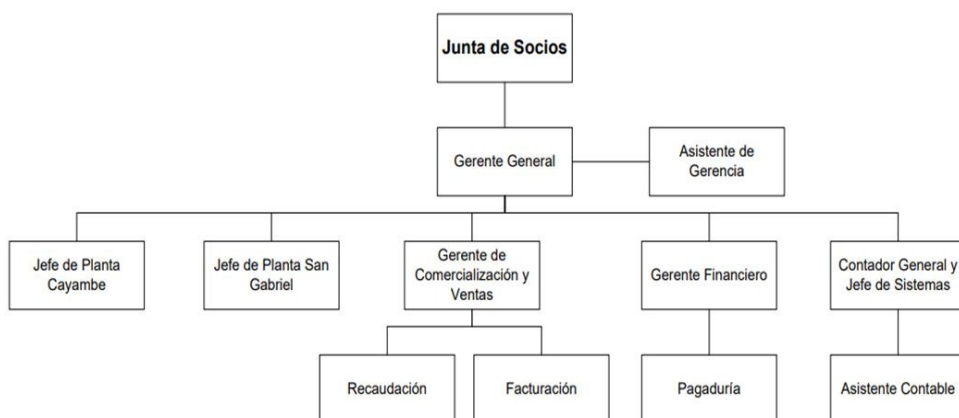 Junta de Socios
Gerente General
Asistente de
Gerencia
Jefe de Planta
Cayambe
Jefe de Planta San
Gabriel
Gerente de
Comercialización y
Ventas
Gerente Financiero
Contador General y
Jefe de Sistemas
Recaudación
Facturación
Pagaduría
Asistente Contable